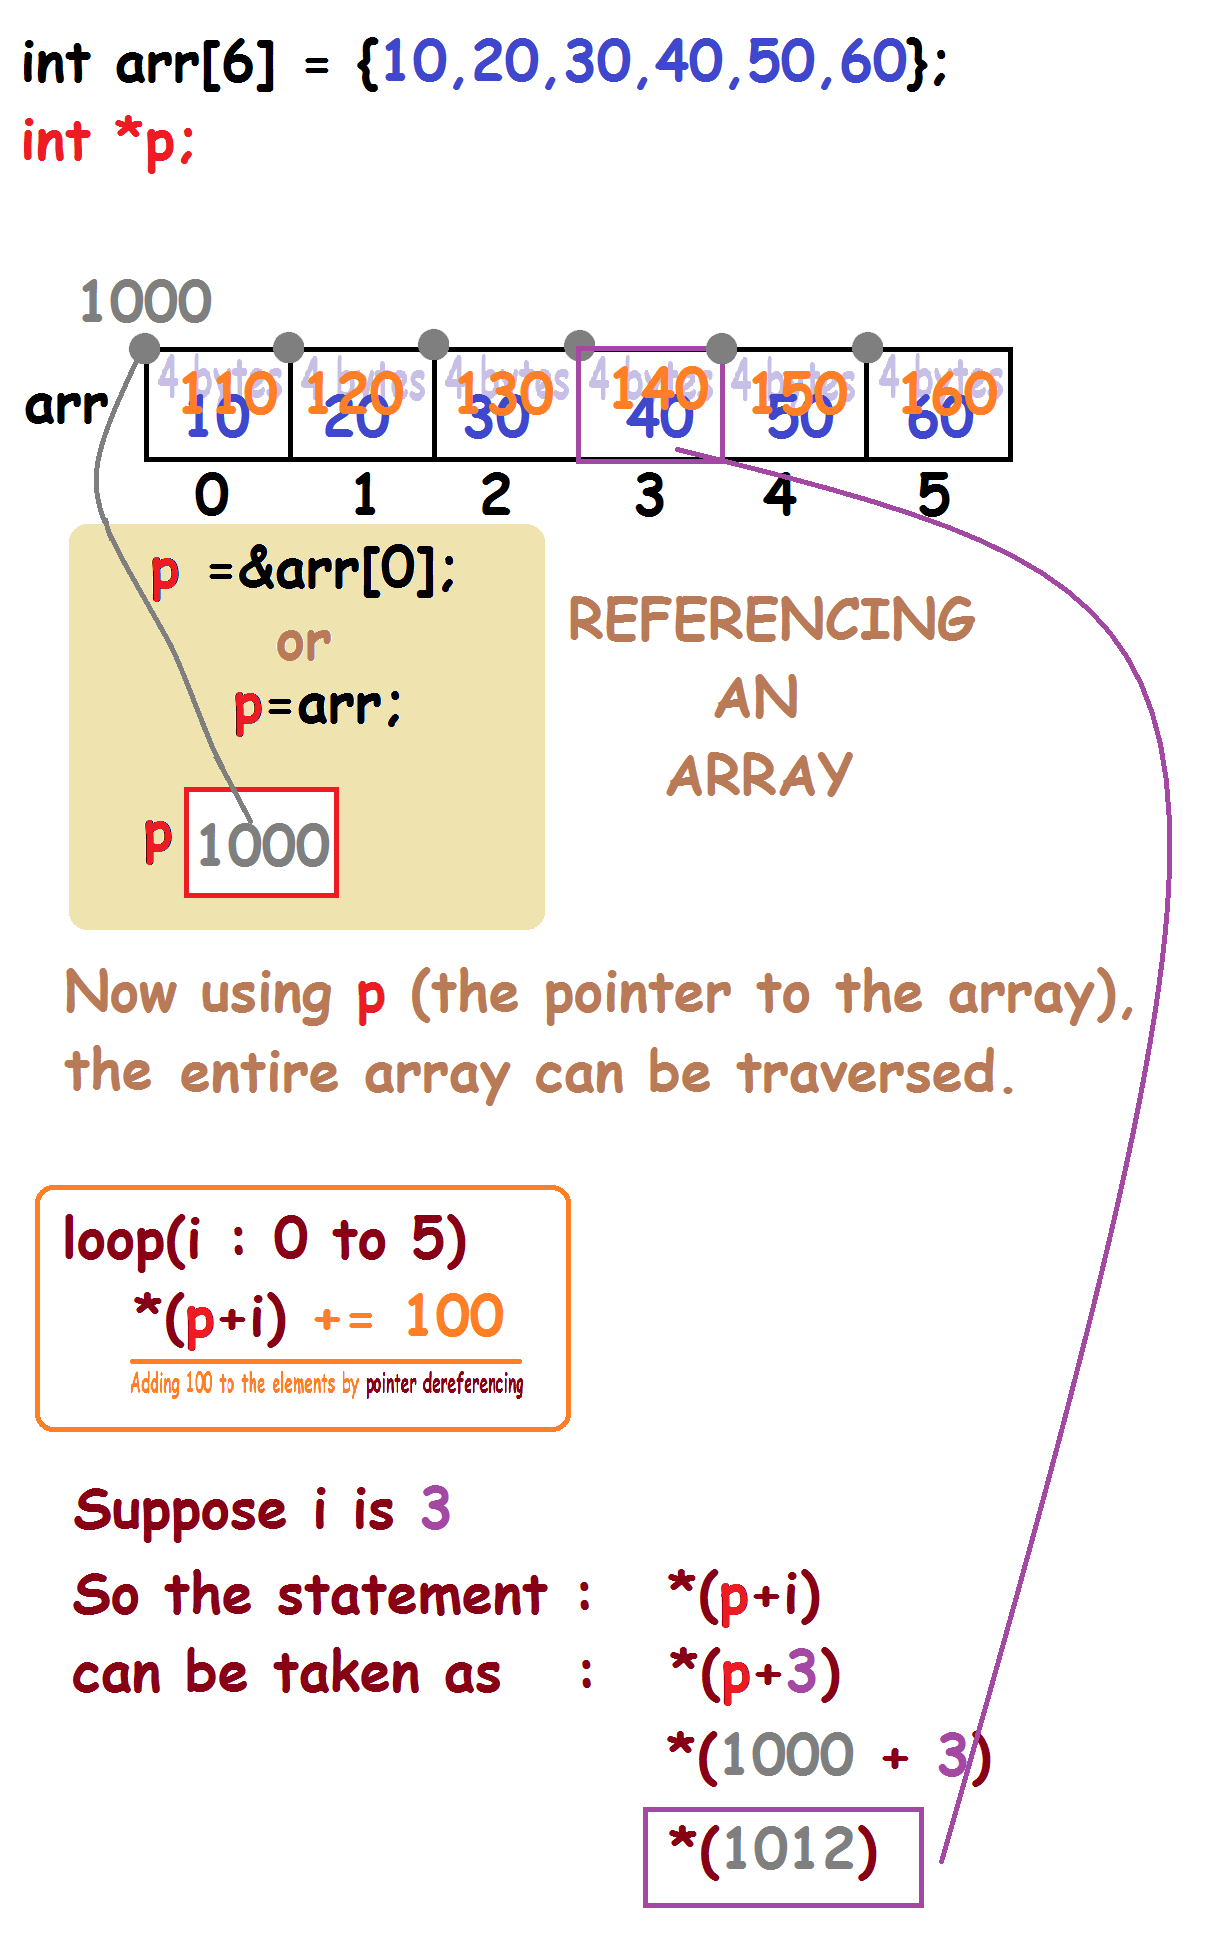 int arr[6] = {10,20,30,40,50,60};
int *p;
1000
4 bytes 4 bytes 4 bytes 4 bytes 4 bytes 4 bytes
110 120 130 140 150 160
arr 10 20 30 40 50 60
0 1 2 3 4 5
p =&arr[0];
or
p=arr;
p 1000
REFERENCING
AN
ARRAY
Now using p (the pointer to the array),
the entire array can be traversed.
loop(i : 0 to 5)
*(p+i) += 100
Adding 100 to the elements by pointer dereferencing
Suppose i is 3
So the statement : *(p+i)
can be taken as : *(p+3)
*(1000 + 3)
*(1012)